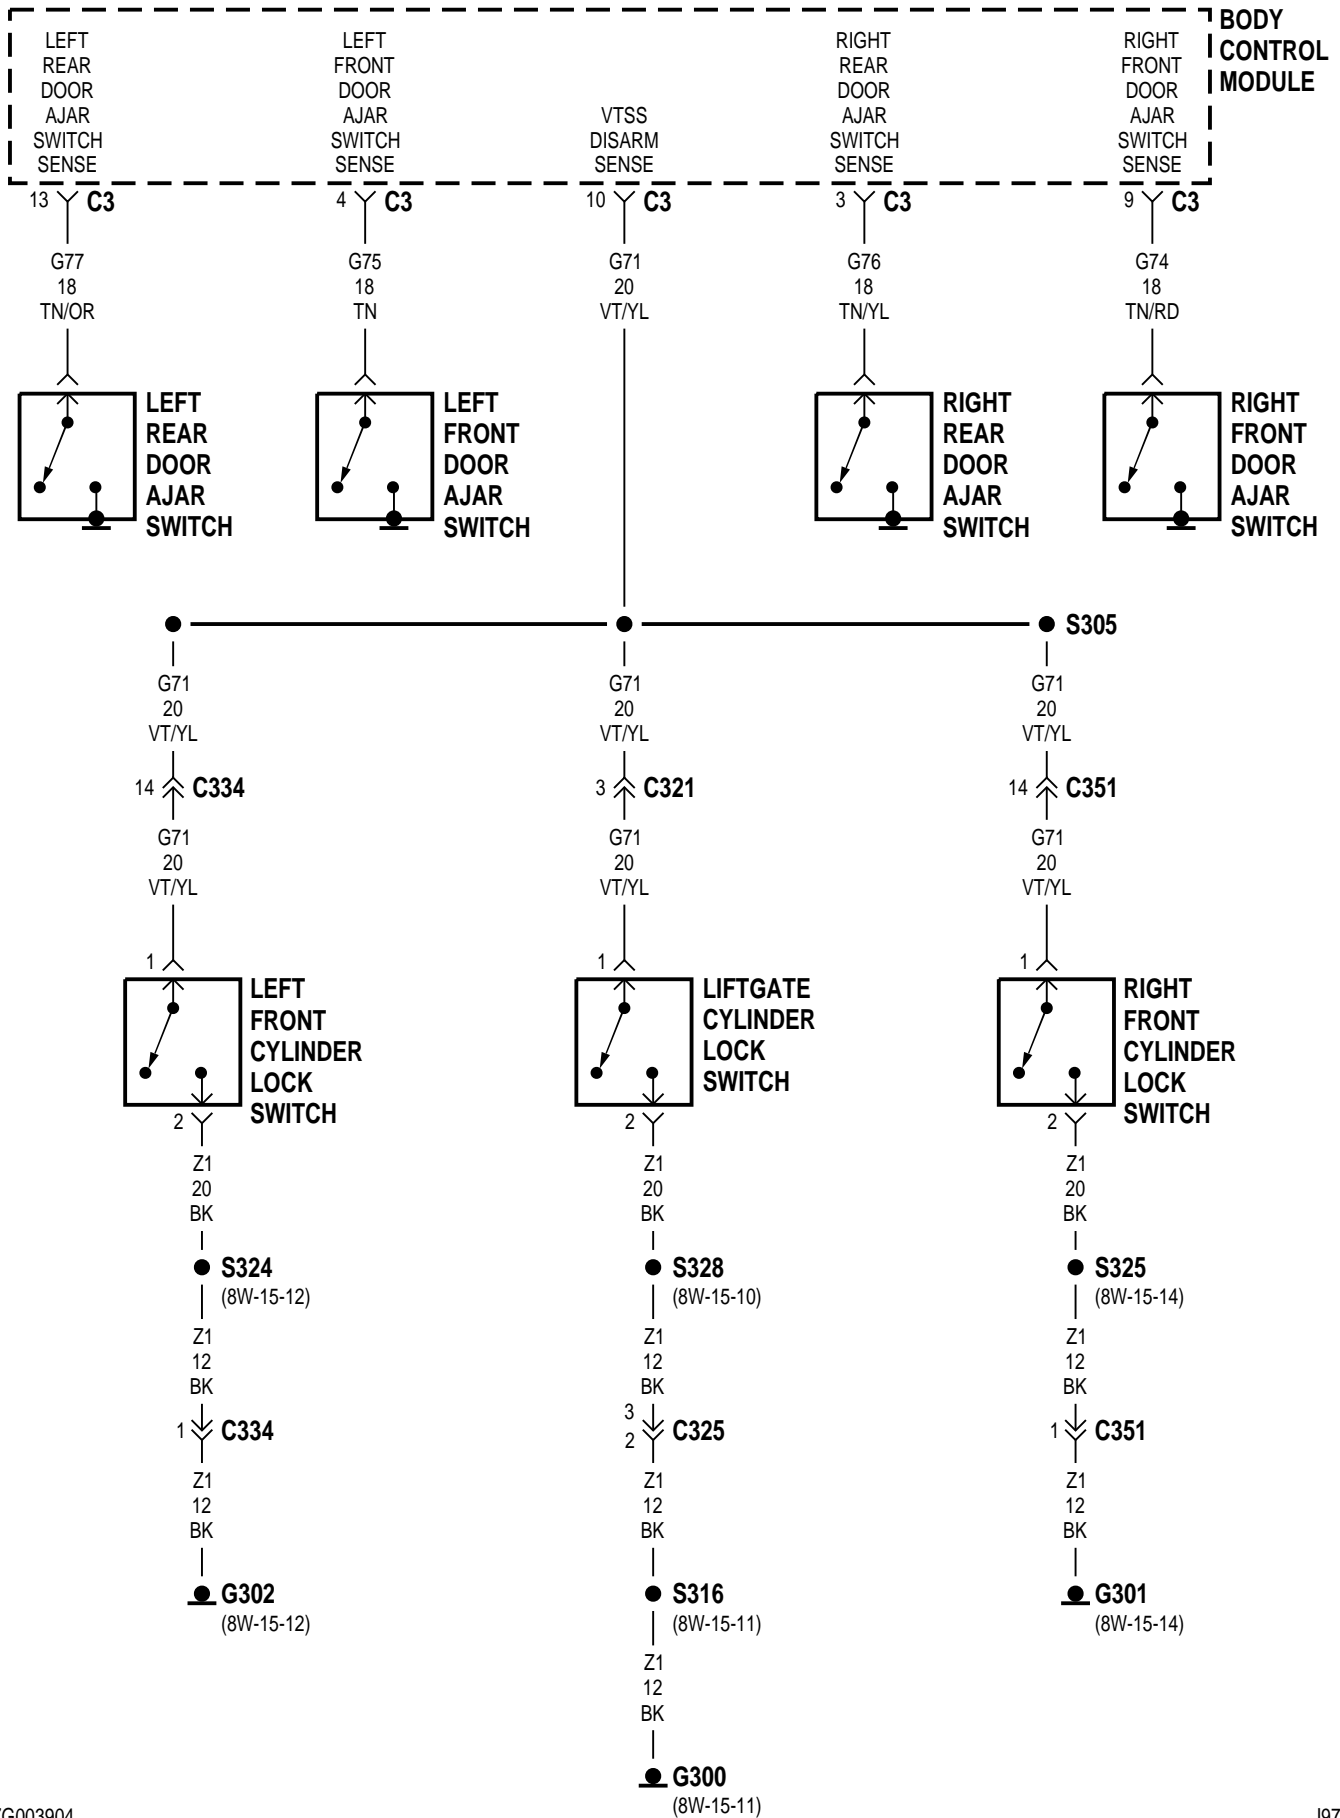 BODY
CONTROL
MODULE
LEFT
REAR
DOOR
AJAR
SWITCH
SENSE
LEFT
FRONT
DOOR
AJAR
SWITCH
SENSE
VTSS
DISARM
SENSE
RIGHT
REAR
DOOR
AJAR
SWITCH
SENSE
RIGHT
FRONT
DOOR
AJAR
SWITCH
SENSE
13 C3
4 C3
10 C3
3 C3
9 C3
G77
18
TN/OR
G75
18
TN
G71
20
VT/YL
G76
18
TN/YL
G74
18
TN/RD
LEFT
REAR
DOOR
AJAR
SWITCH
LEFT
FRONT
DOOR
AJAR
SWITCH
RIGHT
REAR
DOOR
AJAR
SWITCH
RIGHT
FRONT
DOOR
AJAR
SWITCH
S305
G71
20
VT/YL
G71
20
VT/YL
G71
20
VT/YL
14 C334
3 C321
14 C351
G71
20
VT/YL
G71
20
VT/YL
G71
20
VT/YL
1
1
1
LEFT
FRONT
CYLINDER
LOCK
SWITCH
LIFTGATE
CYLINDER
LOCK
SWITCH
RIGHT
FRONT
CYLINDER
LOCK
SWITCH
2
2
2
Z1
20
BK
Z1
20
BK
Z1
20
BK
S324
(8W-15-12)
S328
(8W-15-10)
S325
(8W-15-14)
Z1
12
BK
Z1
12
BK
Z1
12
BK
1 C334
3
2 C325
1 C351
Z1
12
BK
Z1
12
BK
Z1
12
BK
G302
(8W-15-12)
S316
(8W-15-11)
G301
(8W-15-14)
Z1
12
BK
G300
(8W-15-11)